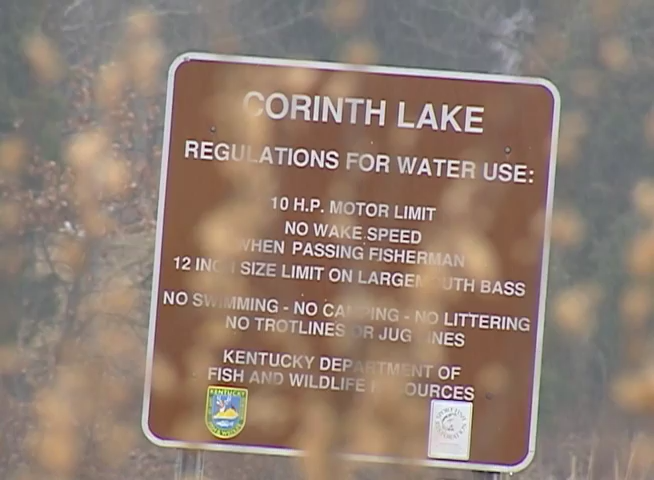 CORINTH LAKE
REGULATIONS FOR WATER USE:
10 H.P. MOTOR LIMIT
NO WAKE SPEED
WHEN PASSING FISHERMAN
12 INCH SIZE LIMIT ON LARGEMOUTH BASS
NO SWIMMING - NO CAMPING - NO LITTERING
NO TROTLINES OR JUG LINES
KENTUCKY DEPARTMENT OF
FISH AND WILDLIFE RESOURCES
KENTUCKY